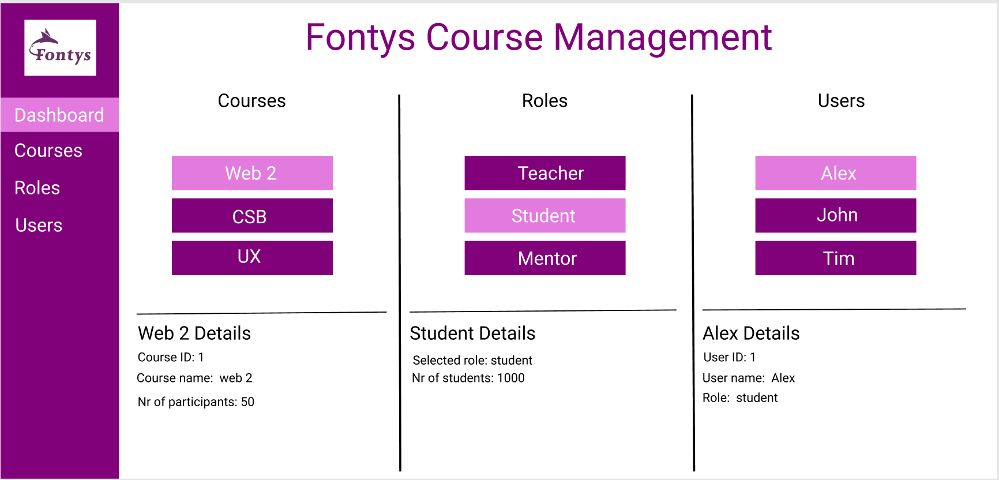 Fontys
Dashboard
Courses
Roles
Users
Fontys Course Management
Courses
Web 2
CSB
UX
Web 2 Details
Course ID: 1
Course name: web 2
Nr of participants: 50
Roles
Teacher
Student
Mentor
Student Details
Selected role: student
Nr of students: 1000
Users
Alex
John
Tim
Alex Details
User ID: 1
User name: Alex
Role: student